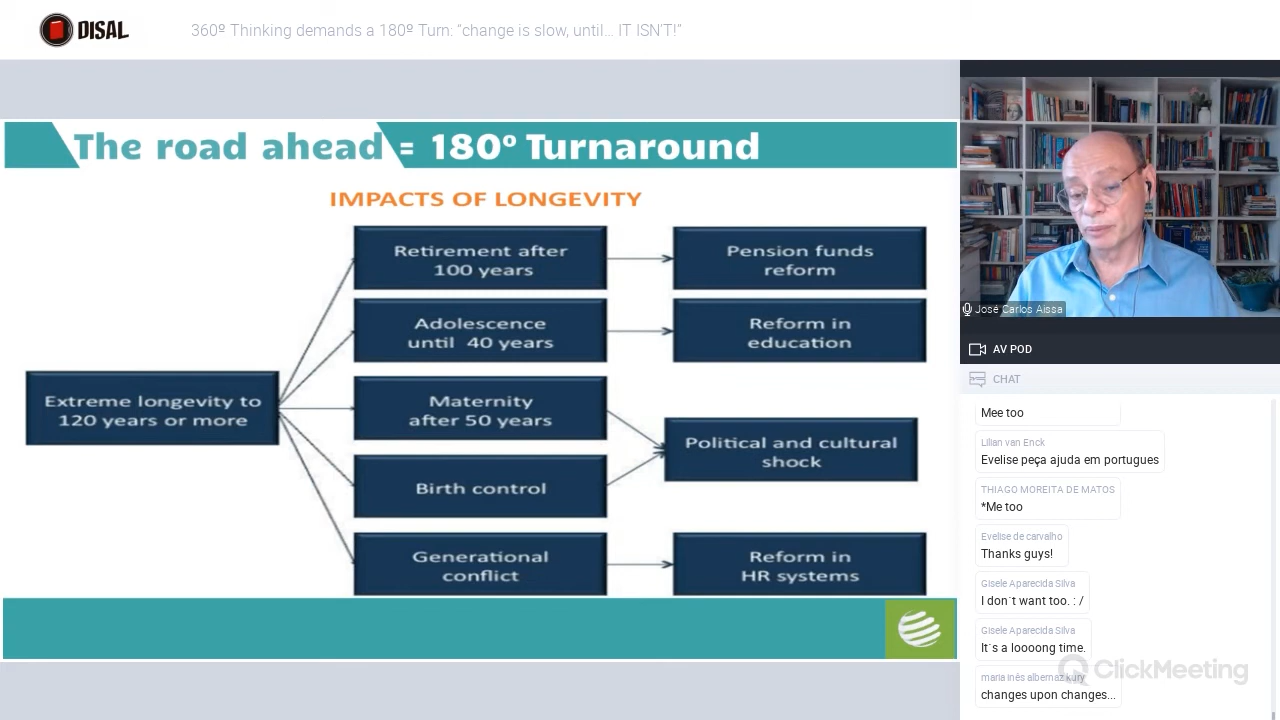 DISAL
360º Thinking demands a 180º Turn: “change is slow, until... IT ISN'T!”
The road ahead = 180º Turnaround
IMPACTS OF LONGEVITY
Extreme longevity to
120 years or more
Retirement after
100 years
Pension funds
reform
Adolescence
until 40 years
Reform in
education
Maternity
after 50 years
Birth control
Political and cultural
shock
Generational
conflict
Reform in
HR systems
José Carlos Aissa
AV POD
CHAT
Mee too
Lilian van Enck
Evelise peça ajuda em portugues
THIAGO MOREITA DE MATOS
*Me too
Evelise de carvalho
Thanks guys!
Gisele Aparecida Silva
I don`t want too. : /
Gisele Aparecida Silva
It`s a loooong time.
maria inês albernaz kury
changes upon changes...
ClickMeeting